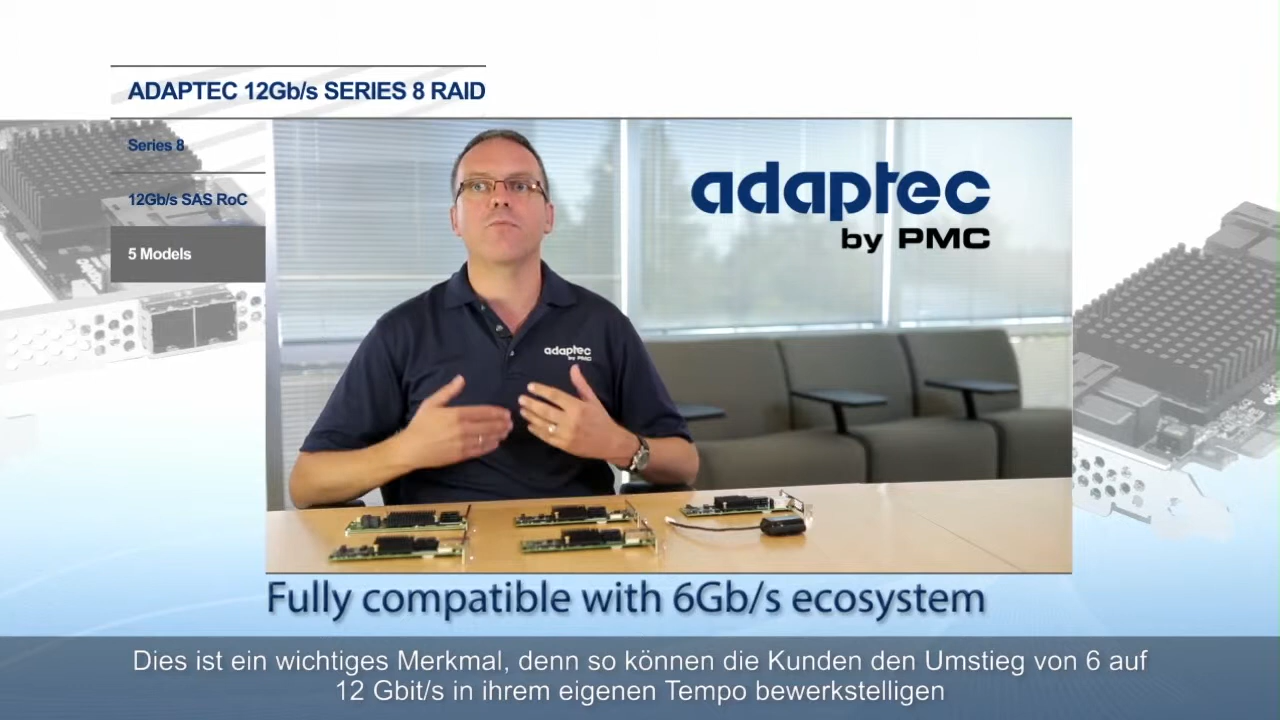 ADAPTEC 12Gb/s SERIES 8 RAID
Series 8
12Gb/s SAS RoC
5 Models
adaptec
by PMC
adaptec
by PMC
Fully compatible with 6Gb/s ecosystem
Dies ist ein wichtiges Merkmal, denn so können die Kunden den Umstieg von 6 auf
12 Gbit/s in ihrem eigenen Tempo bewerkstelligen